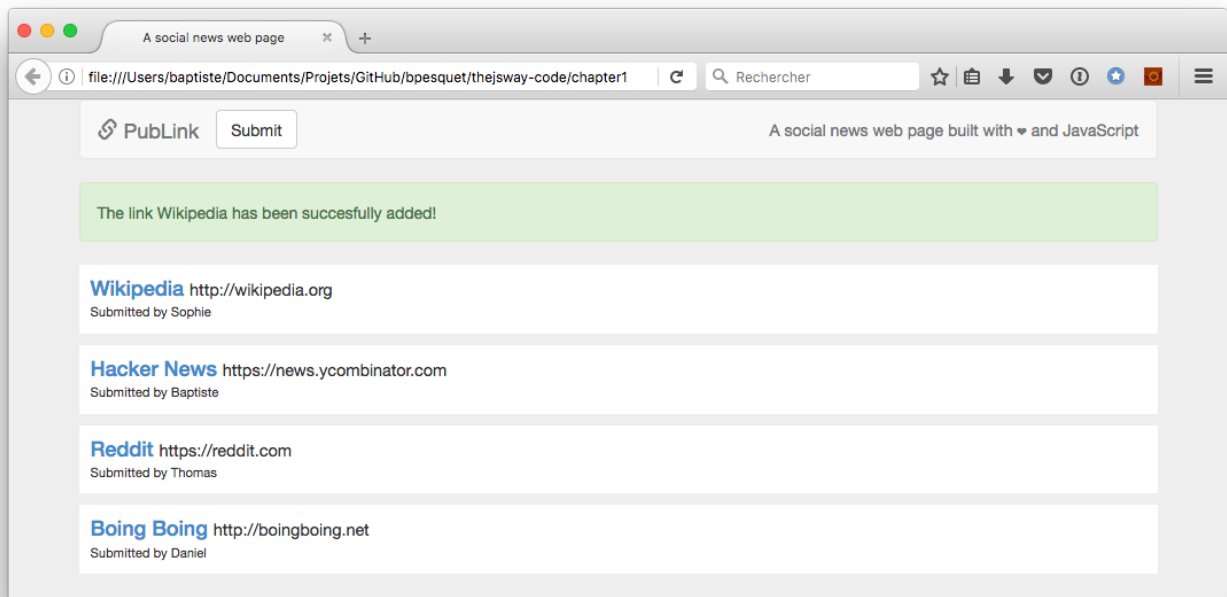 A social news web page
file:///Users/baptiste/Documents/Projets/GitHub/bpesquet/thejsway-code/chapter1
Rechercher
PubLink
Submit
A social news web page built with ❤ and JavaScript
The link Wikipedia has been succesfully added!
Wikipedia http://wikipedia.org
Submitted by Sophie
Hacker News https://news.ycombinator.com
Submitted by Baptiste
Reddit https://reddit.com
Submitted by Thomas
Boing Boing http://boingboing.net
Submitted by Daniel